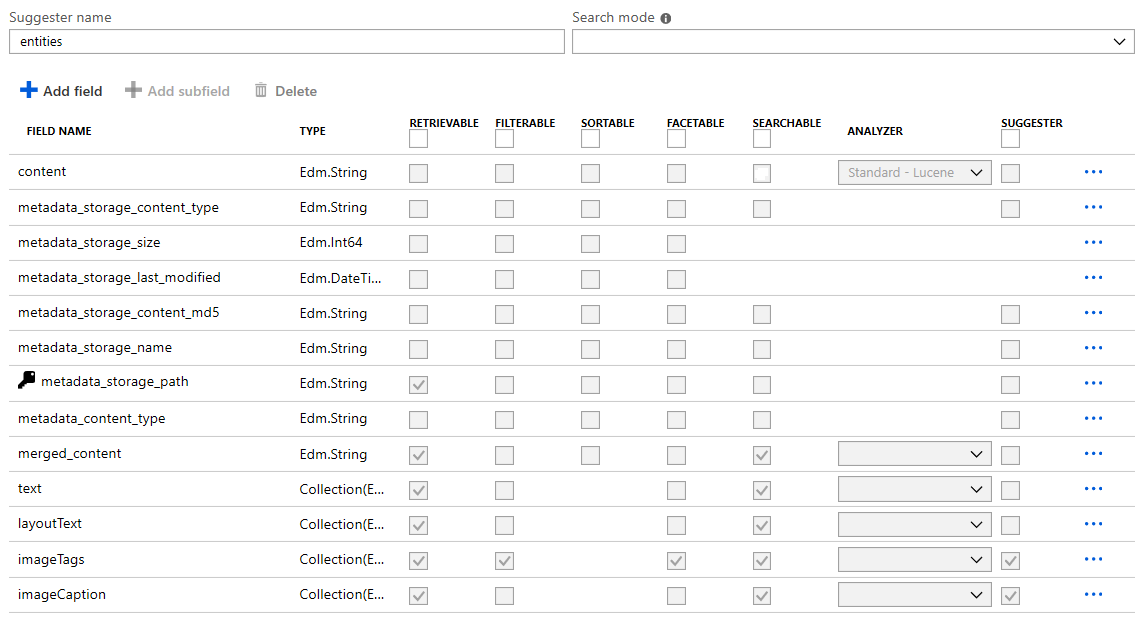 Suggester name
Search mode
entities
Add field Add subfield Delete
FIELD NAME TYPE RETRIEVABLE FILTERABLE SORTABLE FACETABLE SEARCHABLE ANALYZER SUGGESTER
content Edm.String Standard - Lucene
metadata_storage_content_type Edm.String
metadata_storage_size Edm.Int64
metadata_storage_last_modified Edm.DateTi...
metadata_storage_content_md5 Edm.String
metadata_storage_name Edm.String
metadata_storage_path Edm.String
metadata_content_type Edm.String
merged_content Edm.String
text Collection(E...
layoutText Collection(E...
imageTags Collection(E...
imageCaption Collection(E...